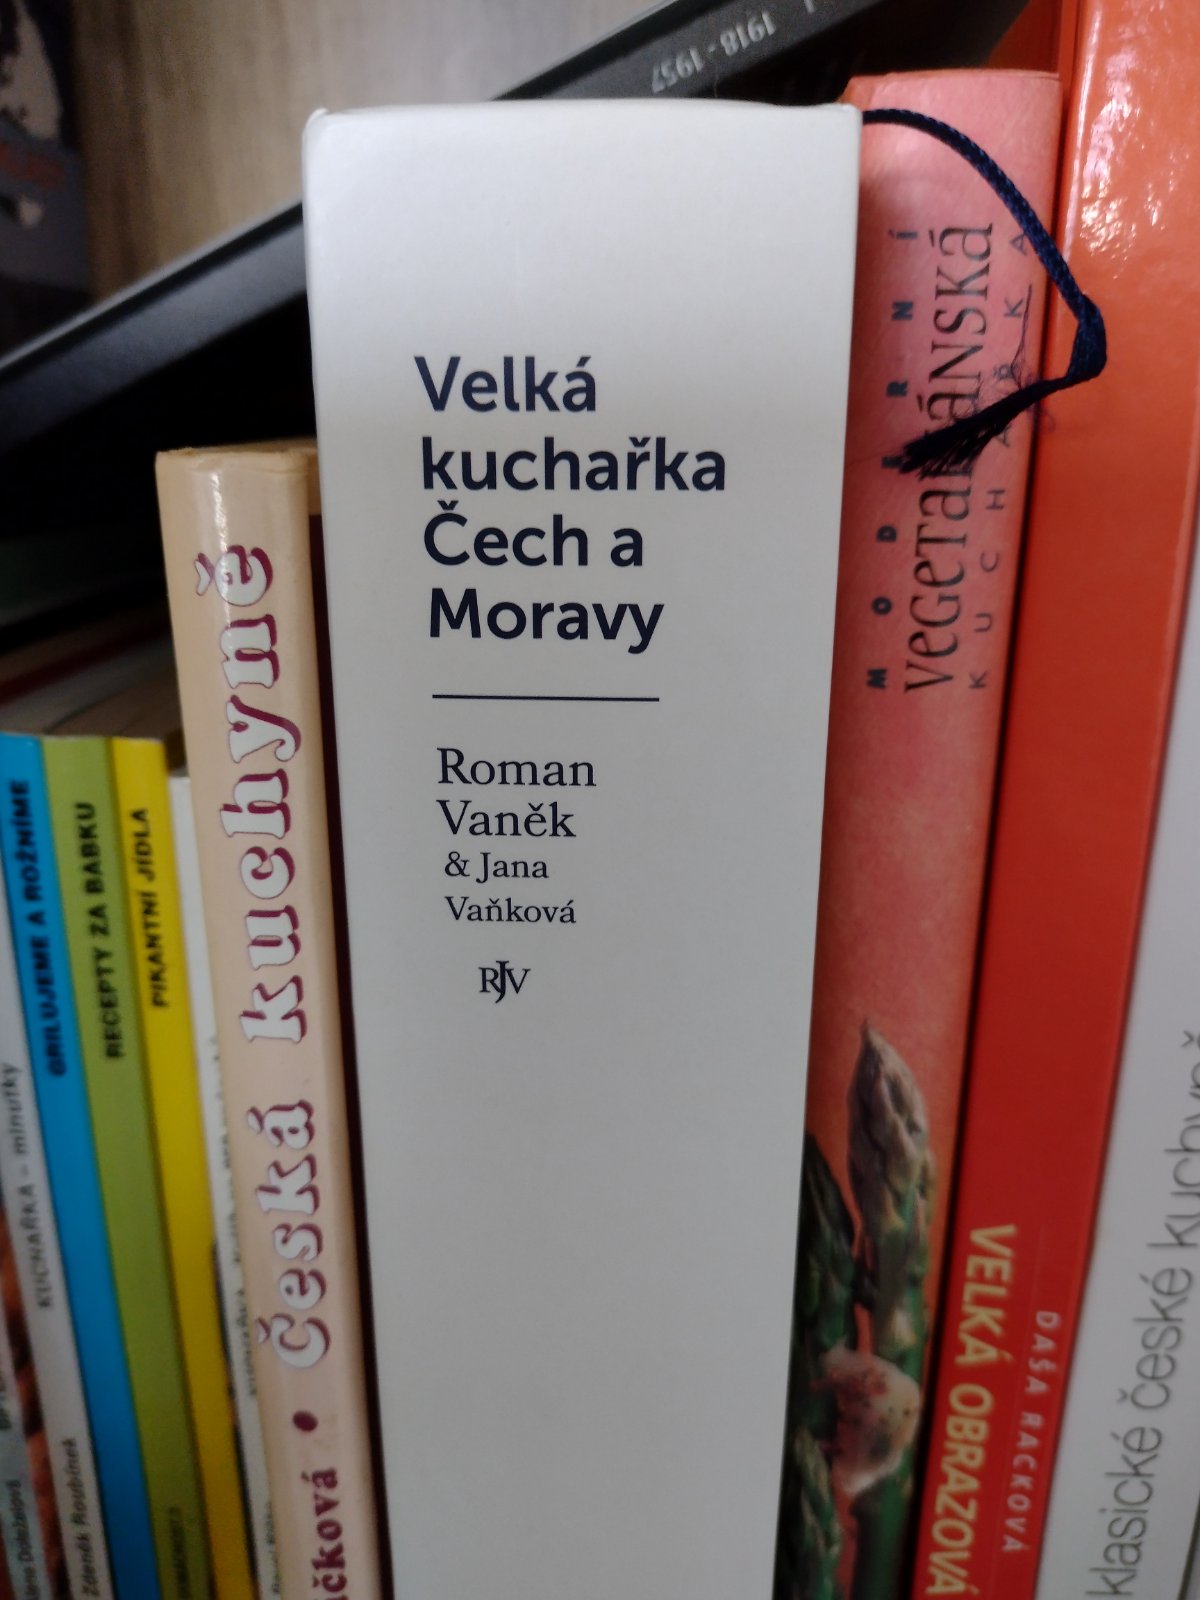 1918 - 1957
Velká
kuchařka
Čech a
Moravy
Roman
Vaněk
& Jana
Vaňková
RJV
GRILUJEME A ROŽNÍME
RECEPTY ZA BABKU
PIKANTNÍ JÍDLA
KUCHAŘKA – minutky
Zdeněk Roubínek
Česká kuchyně
MODERNÍ
VEGETARIÁNSKÁ
KUCHAŘKA
VELKÁ OBRAZOVÁ
DAŠA RACKOVÁ
klasické české kuchyně